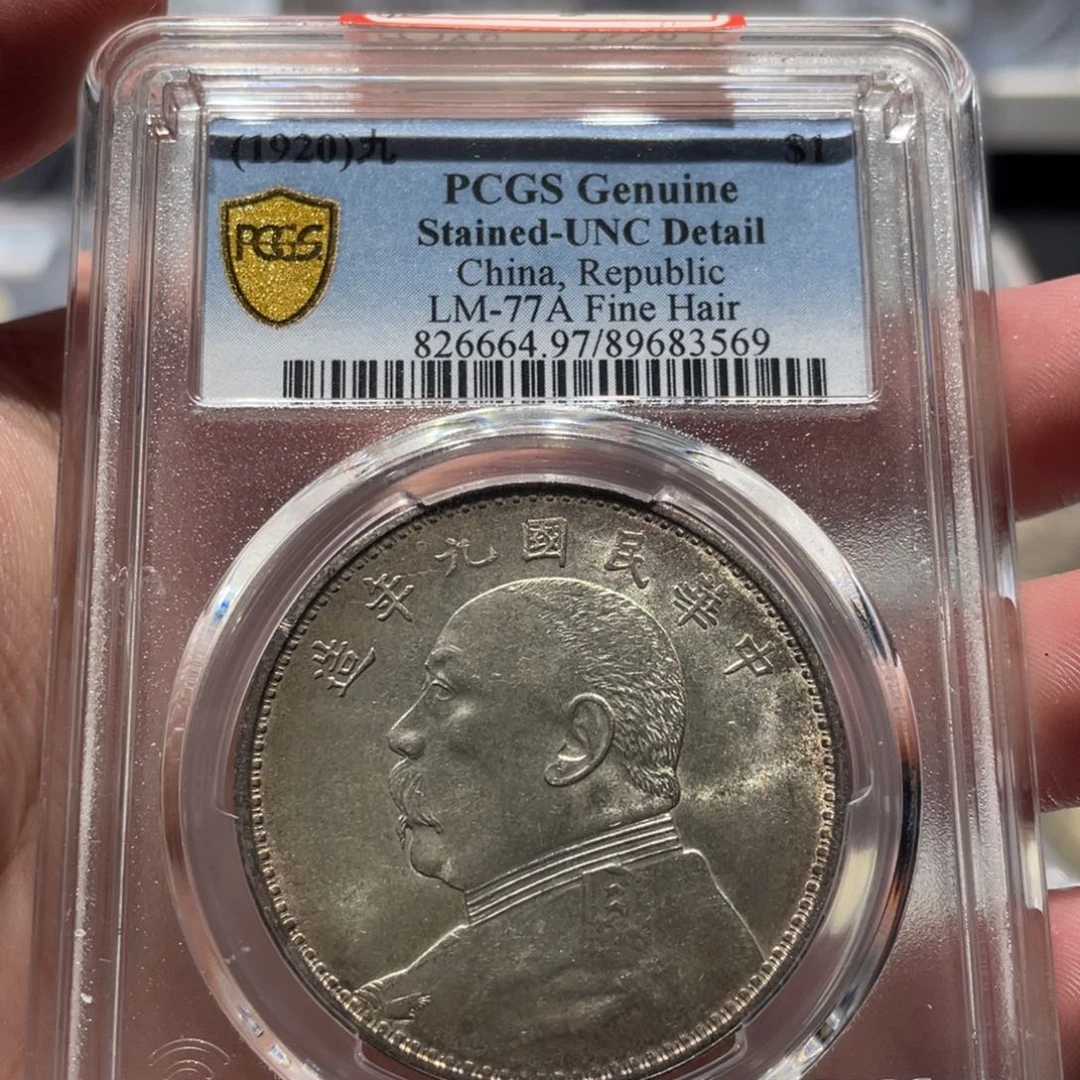 (1920)九 $1
PCGS Genuine
PCGS
Stained-UNC Detail
China, Republic
LM-77A Fine Hair
826664.97/89683569
造年九國民華中